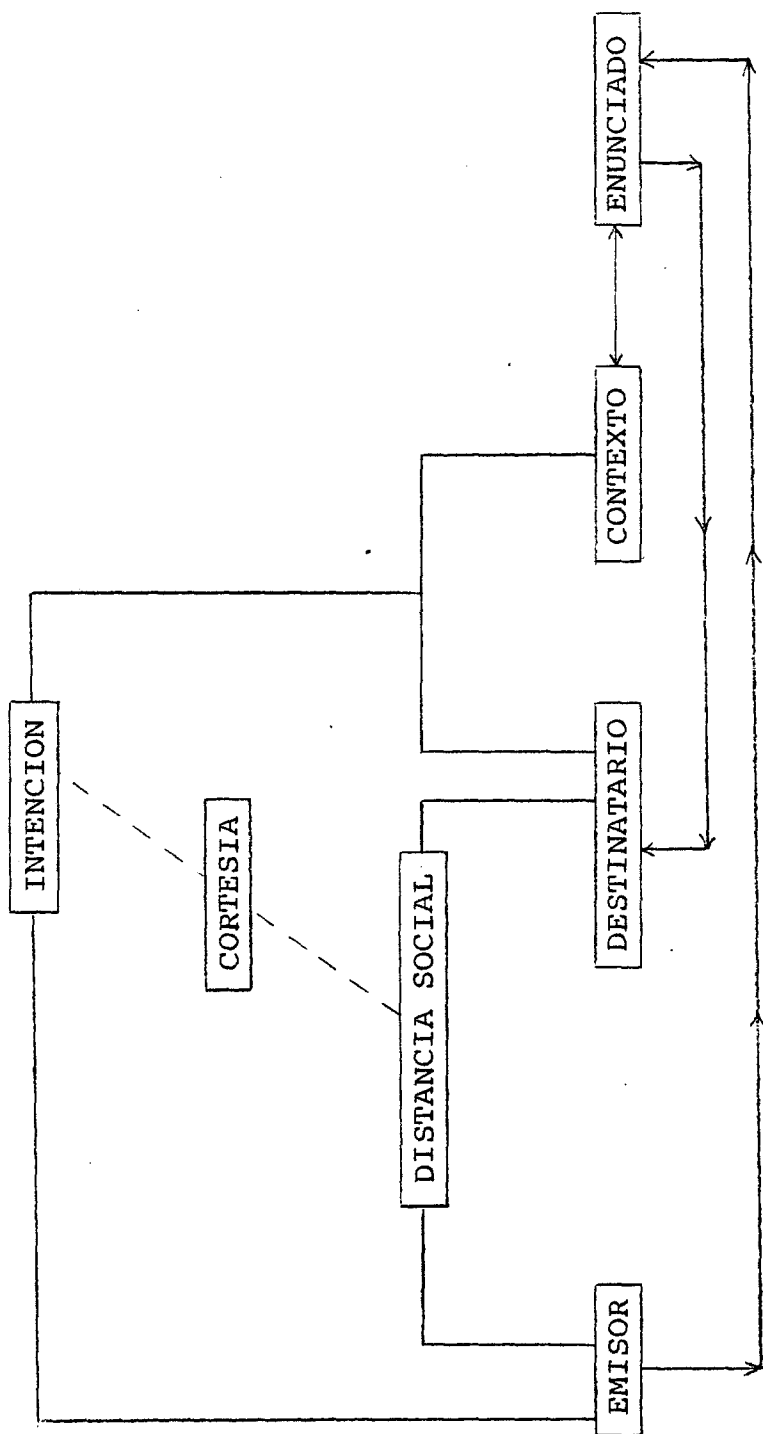 INTENCION
CORTESIA
DISTANCIA SOCIAL
EMISOR
DESTINATARIO
CONTEXTO
ENUNCIADO